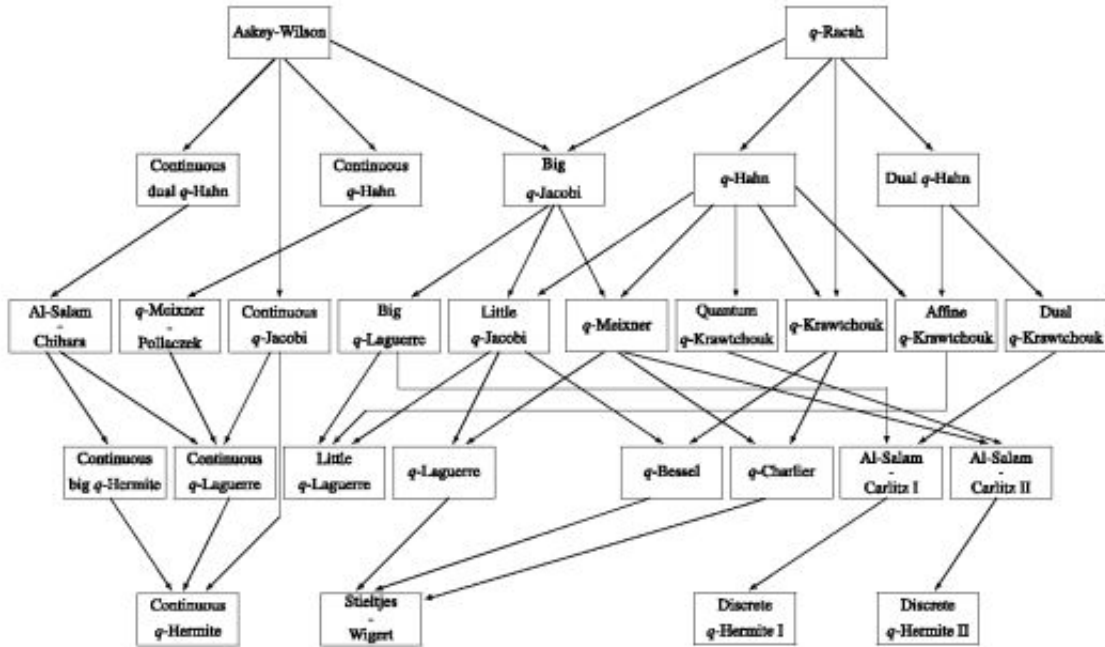 Askey-Wilson
q-Racah
Continuous
dual q-Hahn
Continuous
q-Hahn
Big
q-Jacobi
q-Hahn
Dual q-Hahn
Al-Salam
-
Chihara
q-Meixner
-
Pollaczek
Continuous
q-Jacobi
Big
q-Laguerre
Little
q-Jacobi
q-Meixner
Quantum
q-Krawtchouk
q-Krawtchouk
Affine
q-Krawtchouk
Dual
q-Krawtchouk
Continuous
big q-Hermite
Continuous
q-Laguerre
Little
q-Laguerre
q-Laguerre
q-Bessel
q-Charlier
Al-Salam
-
Carlitz I
Al-Salam
-
Carlitz II
Continuous
q-Hermite
Stieltjes
-
Wigert
Discrete
q-Hermite I
Discrete
q-Hermite II